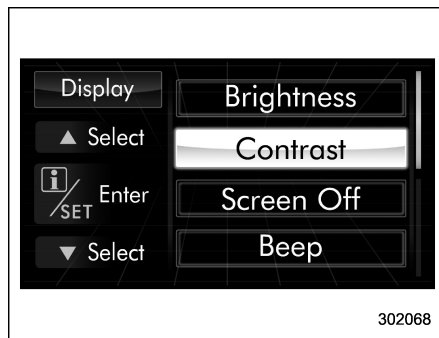 Display
▲ Select
i/SET Enter
▼ Select
Brightness
Contrast
Screen Off
Beep
302068